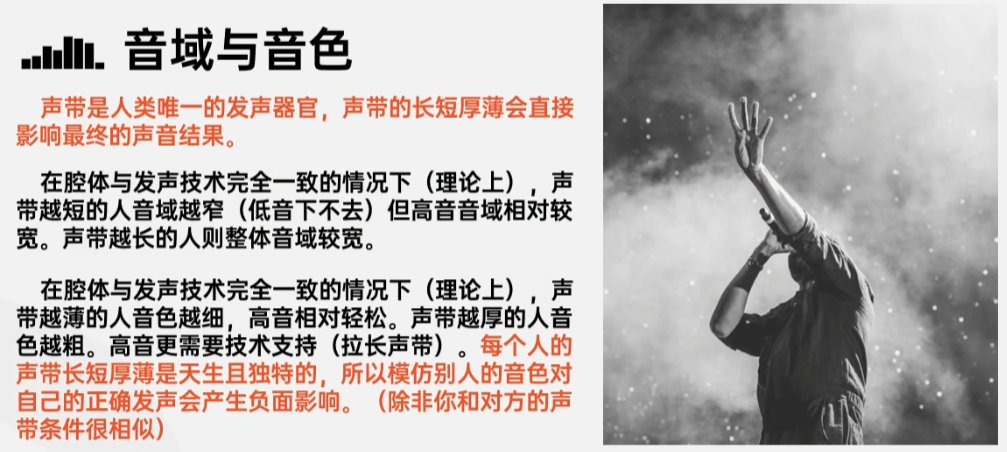 音域与音色
声带是人类唯一的发声器官，声带的长短厚薄会直接
影响最终的声音结果。
在腔体与发声技术完全一致的情况下（理论上），声
带越短的人音域越窄（低音下不去）但高音音域相对较
宽。声带越长的人则整体音域较宽。
在腔体与发声技术完全一致的情况下（理论上），声
带越薄的人音色越细，高音相对轻松。声带越厚的人音
色越粗。高音更需要技术支持（拉长声带）。每个人的
声带长短厚薄是天生且独特的，所以模仿别人的音色对
自己的正确发声会产生负面影响。（除非你和对方的声
带条件很相似）